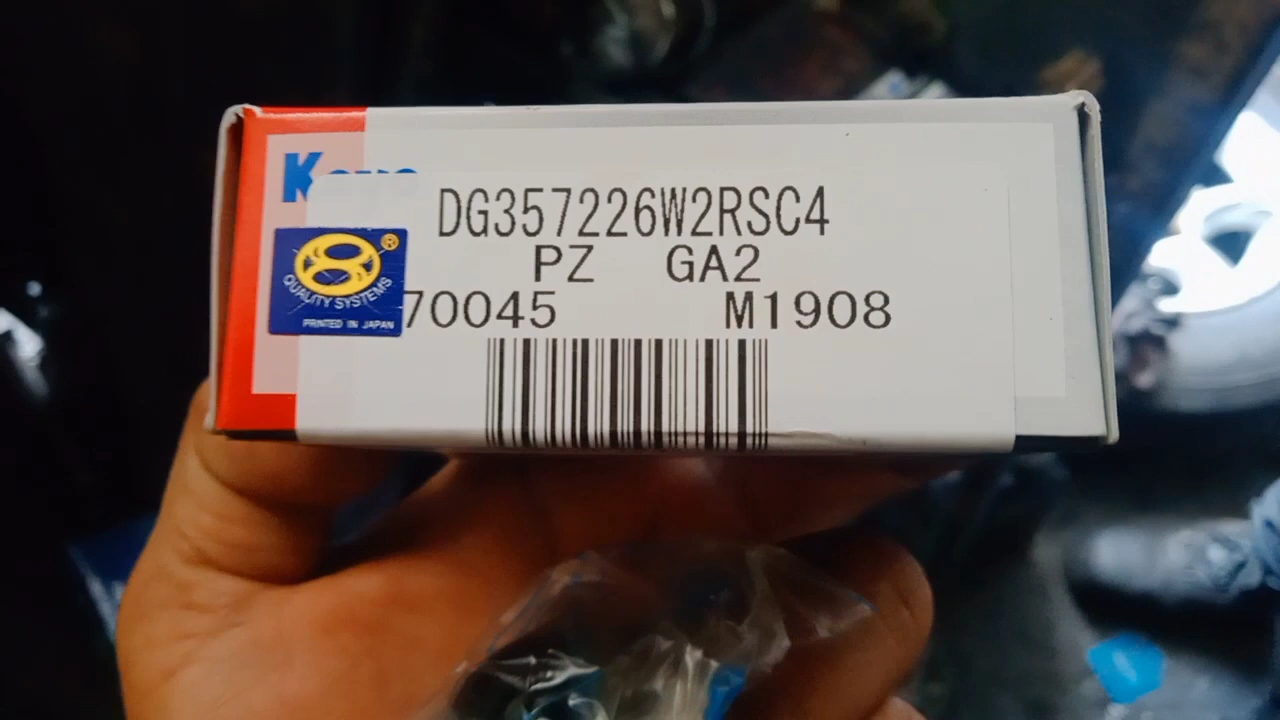 DG357226W2RSC4
PZ GA2
70045 M1908
QUALITY SYSTEMS
PRINTED IN JAPAN